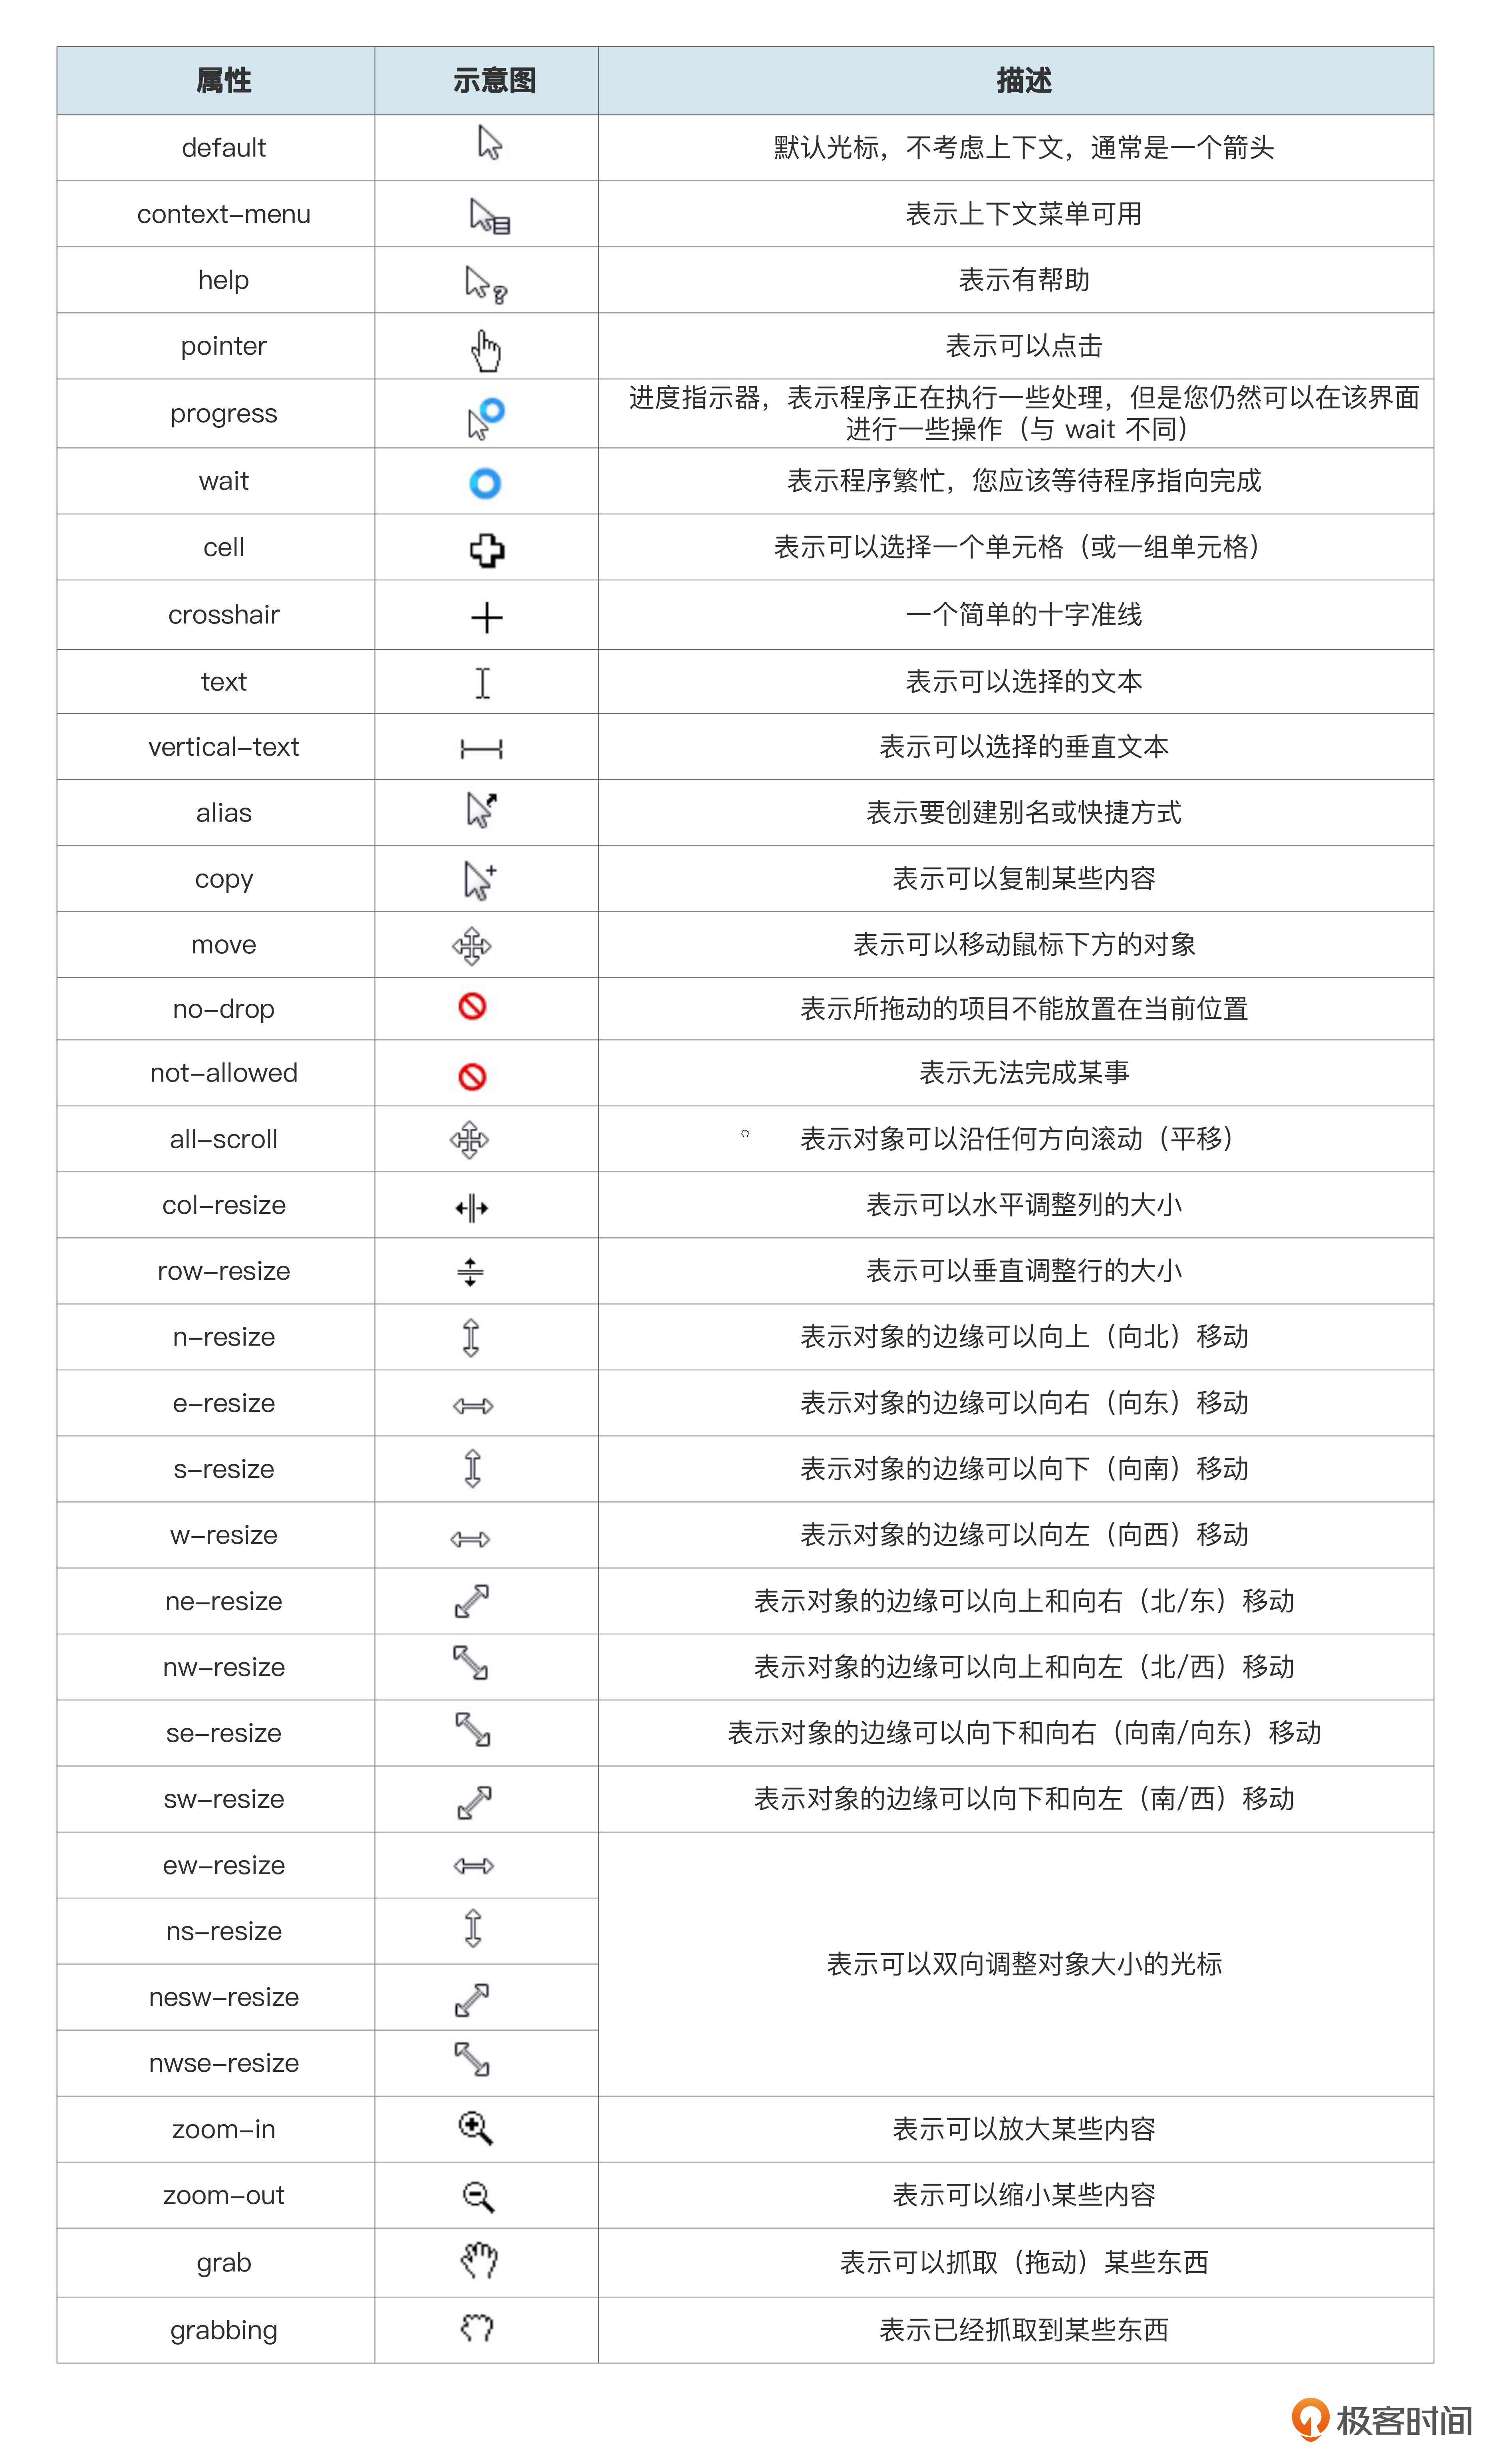 属性 示意图 描述
default 默认光标，不考虑上下文，通常是一个箭头
context-menu 表示上下文菜单可用
help 表示有帮助
pointer 表示可以点击
progress 进度指示器，表示程序正在执行一些处理，但是您仍然可以在该界面
进行一些操作（与 wait 不同）
wait 表示程序繁忙，您应该等待程序指向完成
cell 表示可以选择一个单元格（或一组单元格）
crosshair 一个简单的十字准线
text 表示可以选择的文本
vertical-text 表示可以选择的垂直文本
alias 表示要创建别名或快捷方式
copy 表示可以复制某些内容
move 表示可以移动鼠标下方的对象
no-drop 表示所拖动的项目不能放置在当前位置
not-allowed 表示无法完成某事
all-scroll 表示对象可以沿任何方向滚动（平移）
col-resize 表示可以水平调整列的大小
row-resize 表示可以垂直调整行的大小
n-resize 表示对象的边缘可以向上（向北）移动
e-resize 表示对象的边缘可以向右（向东）移动
s-resize 表示对象的边缘可以向下（向南）移动
w-resize 表示对象的边缘可以向左（向西）移动
ne-resize 表示对象的边缘可以向上和向右（北/东）移动
nw-resize 表示对象的边缘可以向上和向左（北/西）移动
se-resize 表示对象的边缘可以向下和向右（向南/向东）移动
sw-resize 表示对象的边缘可以向下和向左（南/西）移动
ew-resize
ns-resize
表示可以双向调整对象大小的光标
nesw-resize
nwse-resize
zoom-in 表示可以放大某些内容
zoom-out 表示可以缩小某些内容
grab 表示可以抓取（拖动）某些东西
grabbing 表示已经抓取到某些东西
极客时间